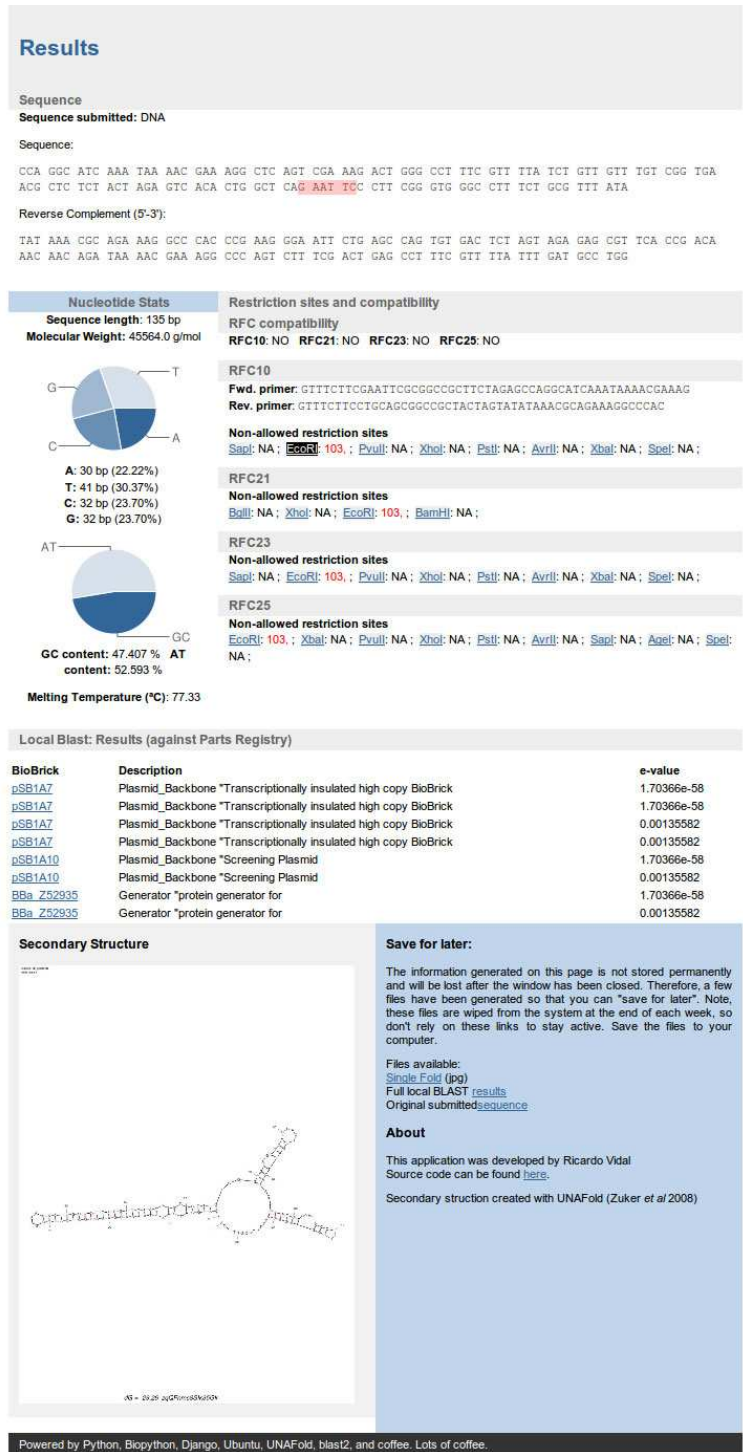 Results
Sequence
Sequence submitted: DNA
Sequence:
CCA GGC ATC AAA TAA AAC GAA AGG CTC AGT CGA AAG ACT GGG CCT TTC GTT TTA TCT GTT GTT TGT CGG TGA
ACG CTC TCT ACT AGA GTC ACA CTG GCT CAG AAT TCC CTT CGG GTG GGC CTT TCT GCG TTT ATA
Reverse Complement (5'-3'):
TAT AAA CGC AGA AAG GCC CAC CCG AAG GGA ATT CTG AGC CAG TGT GAC TCT AGT AGA GAG CGT TCA CCG ACA
AAC AAC AGA TAA AAC GAA AGG CCC AGT CTT TCG ACT GAG CCT TTC GTT TTA TTT GAT GCC TGG
Nucleotide Stats
Sequence length: 135 bp
Molecular Weight: 45564.0 g/mol
T
G
A
C
A: 30 bp (22.22%)
T: 41 bp (30.37%)
C: 32 bp (23.70%)
G: 32 bp (23.70%)
AT
GC
GC content: 47.407 % AT
content: 52.593 %
Melting Temperature (ºC): 77.33
Restriction sites and compatibility
RFC compatibility
RFC10: NO RFC21: NO RFC23: NO RFC25: NO
RFC10
Fwd. primer: GTTTCTTCGAATTCGCGGCCGCTTCTAGAGCCAGGCATCAAATAAAACGAAAG
Rev. primer: GTTTCTTCCTGCAGCGGCCGCTACTAGTATATAAACGCAGAAAGGCCCAC
Non-allowed restriction sites
SapI: NA ; EcoRI: 103, ; PvuII: NA ; XhoI: NA ; PstI: NA ; AvrII: NA ; XbaI: NA ; SpeI: NA ;
RFC21
Non-allowed restriction sites
BglII: NA ; XhoI: NA ; EcoRI: 103, ; BamHI: NA ;
RFC23
Non-allowed restriction sites
SapI: NA ; EcoRI: 103, ; PvuII: NA ; XhoI: NA ; PstI: NA ; AvrII: NA ; XbaI: NA ; SpeI: NA ;
RFC25
Non-allowed restriction sites
EcoRI: 103, ; XbaI: NA ; PvuII: NA ; XhoI: NA ; PstI: NA ; AvrII: NA ; SapI: NA ; AgeI: NA ; SpeI:
NA ;
Local Blast: Results (against Parts Registry)
BioBrick Description e-value
pSB1A7 Plasmid_Backbone "Transcriptionally insulated high copy BioBrick 1.70366e-58
pSB1A7 Plasmid_Backbone "Transcriptionally insulated high copy BioBrick 1.70366e-58
pSB1A7 Plasmid_Backbone "Transcriptionally insulated high copy BioBrick 0.00135582
pSB1A7 Plasmid_Backbone "Transcriptionally insulated high copy BioBrick 0.00135582
pSB1A10 Plasmid_Backbone "Screening Plasmid 1.70366e-58
pSB1A10 Plasmid_Backbone "Screening Plasmid 0.00135582
BBa_Z52935 Generator "protein generator for 1.70366e-58
BBa_Z52935 Generator "protein generator for 0.00135582
Secondary Structure
Save for later:
The information generated on this page is not stored permanently
and will be lost after the window has been closed. Therefore, a few
files have been generated so that you can "save for later". Note,
these files are wiped from the system at the end of each week, so
don't rely on these links to stay active. Save the files to your
computer.
Files available:
Single Fold (jpg)
Full local BLAST results
Original submittedsequence
About
This application was developed by Ricardo Vidal
Source code can be found here.
Secondary struction created with UNAFold (Zuker et al 2008)
Powered by Python, Biopython, Django, Ubuntu, UNAFold, blast2, and coffee. Lots of coffee.